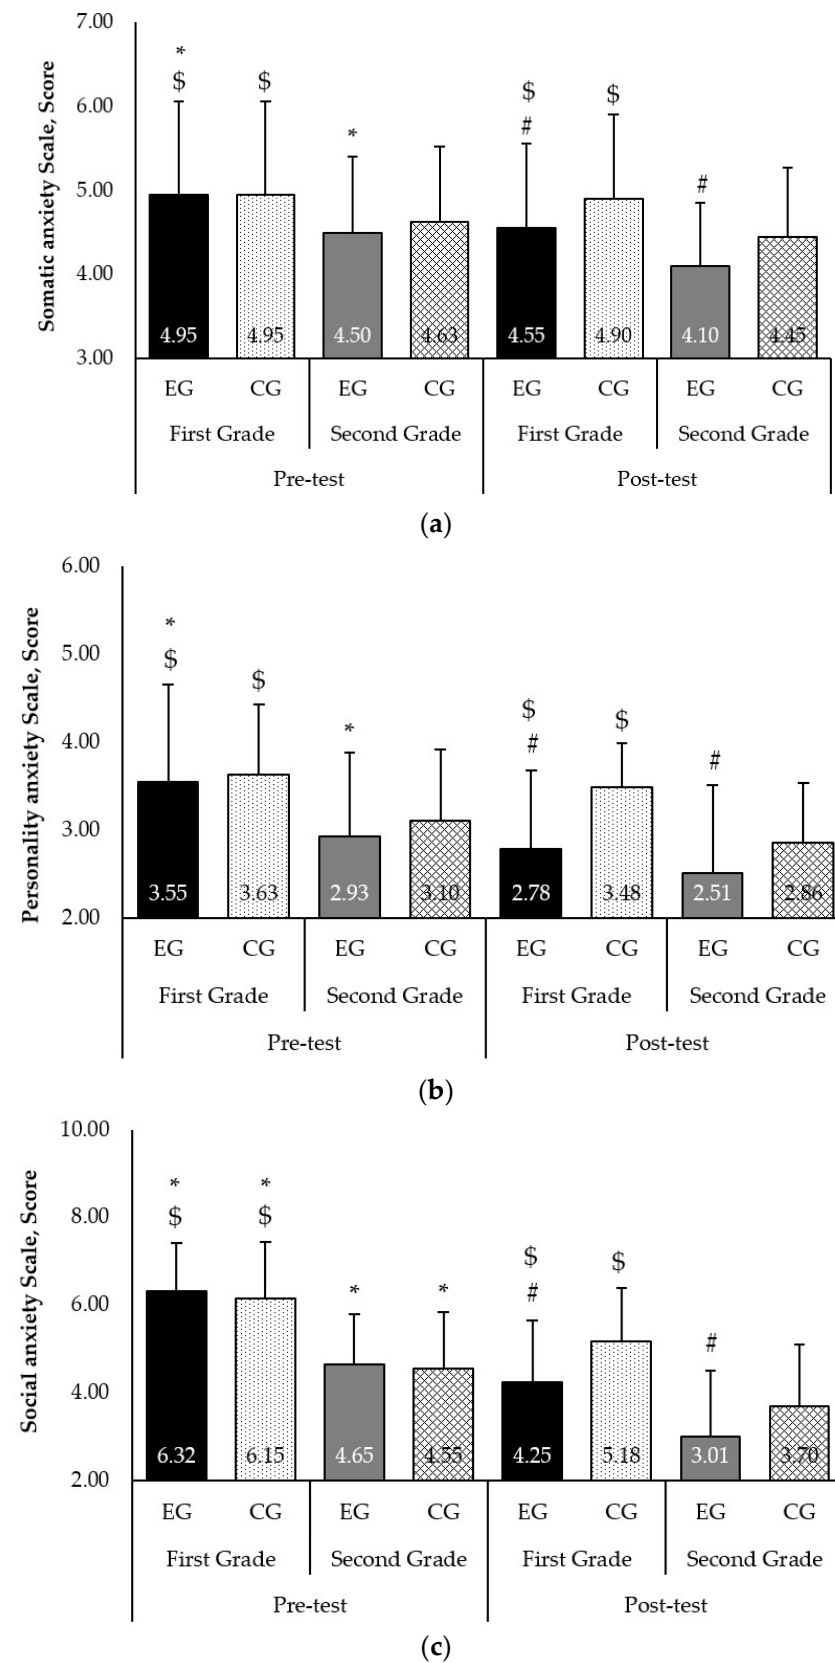 7.00
6.00
5.00
4.00
3.00
Somatic anxiety Scale, Score
*
$ $ * $ # $ #
4.95 4.95 4.50 4.63 4.55 4.90 4.10 4.45
EG CG EG CG EG CG EG CG
First Grade Second Grade First Grade Second Grade
Pre-test Post-test
(a)
6.00
5.00
4.00
3.00
2.00
Personality anxiety Scale, Score
*
$ $ * $ # $ #
3.55 3.63 2.93 3.10 2.78 3.48 2.51 2.86
EG CG EG CG EG CG EG CG
First Grade Second Grade First Grade Second Grade
Pre-test Post-test
(b)
10.00
8.00
6.00
4.00
2.00
Social anxiety Scale, Score
* *
$ $ * * $ # $ #
6.32 6.15 4.65 4.55 4.25 5.18 3.01 3.70
EG CG EG CG EG CG EG CG
First Grade Second Grade First Grade Second Grade
Pre-test Post-test
(c)